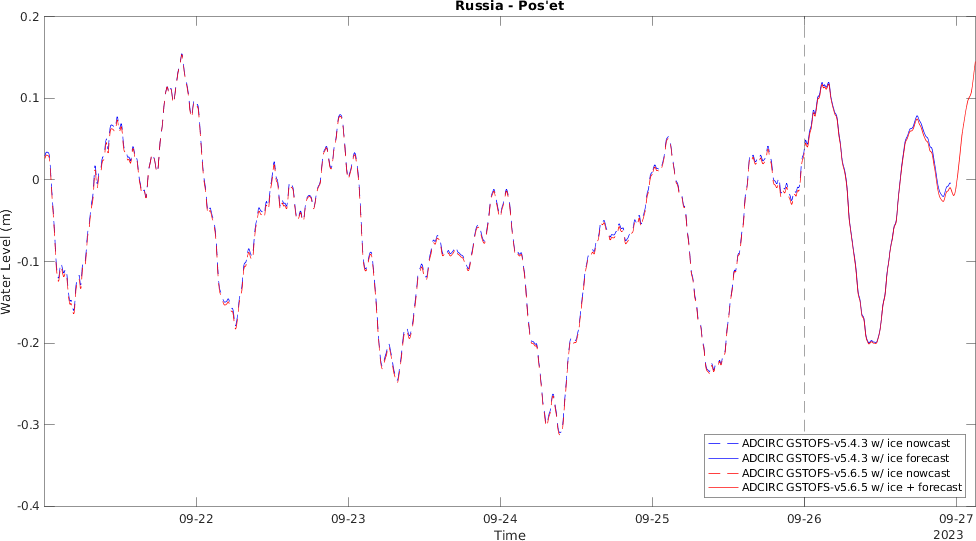 Russia - Pos'et
0.2
0.1
0
-0.1
-0.2
-0.3
-0.4
Water Level (m)
ADCIRC GSTOFS-v5.4.3 w/ ice nowcast
ADCIRC GSTOFS-v5.4.3 w/ ice forecast
ADCIRC GSTOFS-v5.6.5 w/ ice nowcast
ADCIRC GSTOFS-v5.6.5 w/ ice + forecast
09-22 09-23 09-24 09-25 09-26 09-27
Time 2023